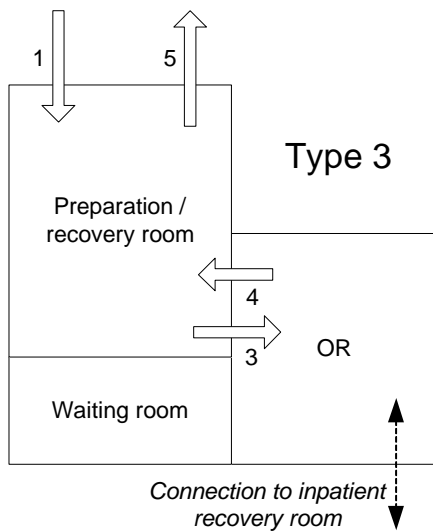 1
5
Type 3
Preparation /
recovery room
4
3
OR
Waiting room
Connection to inpatient
recovery room